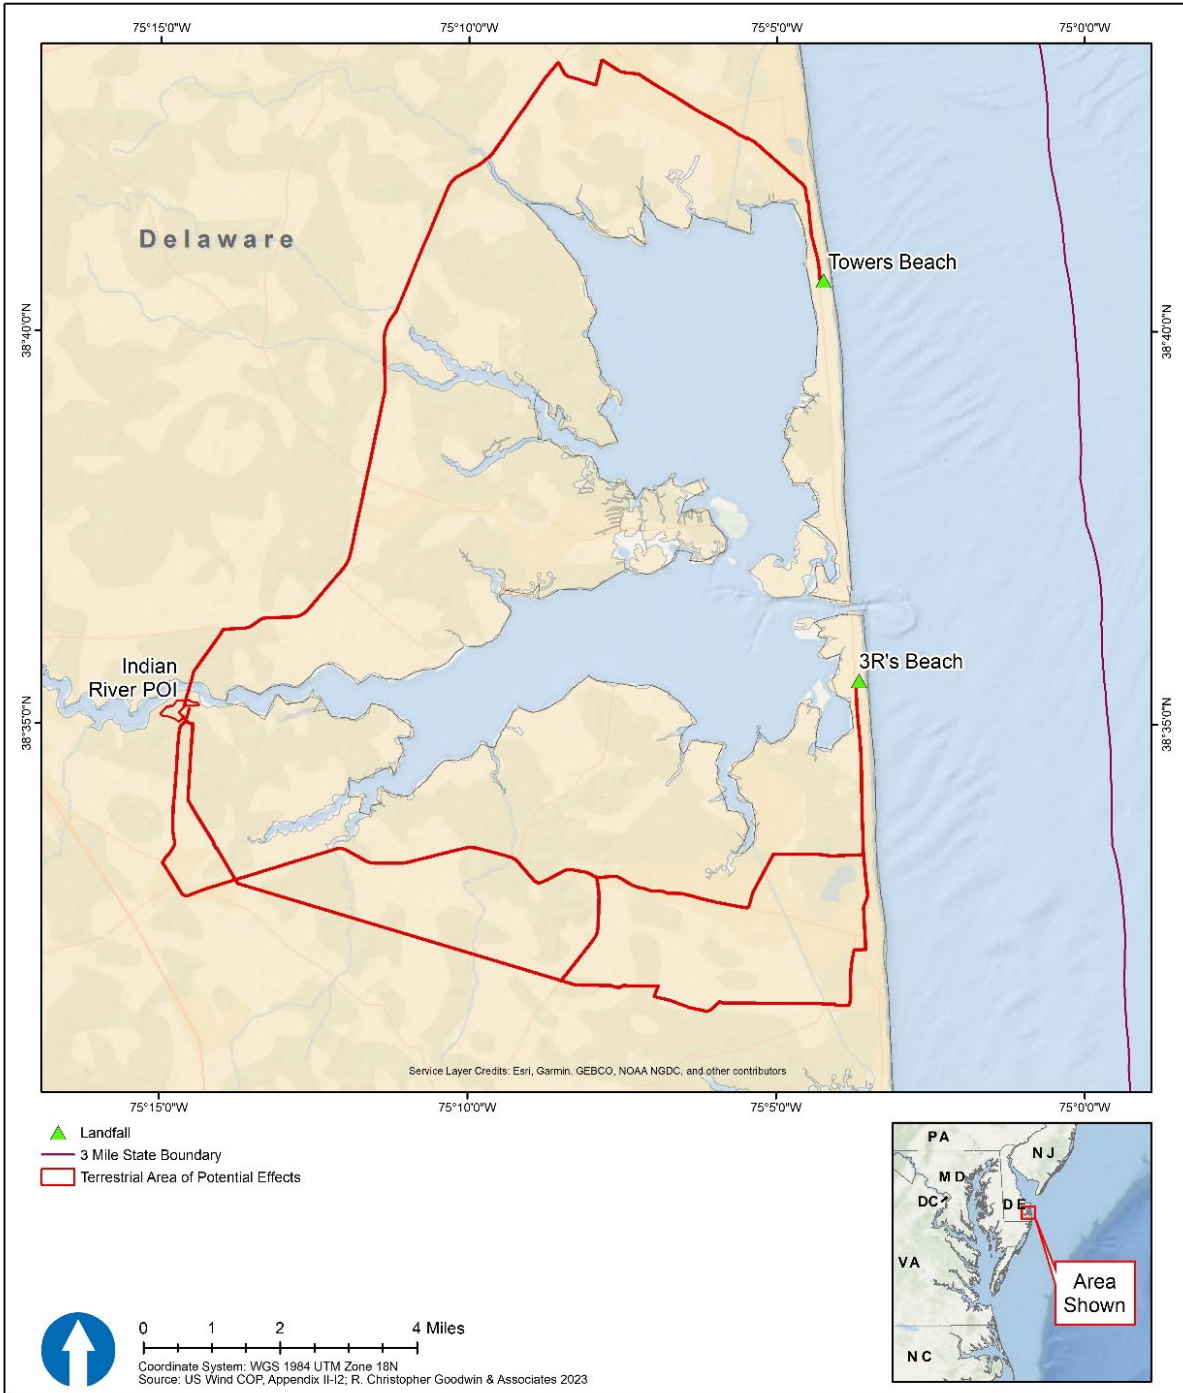 75°15'0"W 75°10'0"W 75°5'0"W 75°0'0"W
Delaware
Towers Beach
38°40'0"N 38°40'0"N
3R's Beach
Indian
River POI
38°35'0"N 38°35'0"N
Service Layer Credits: Esri, Garmin, GEBCO, NOAA NGDC, and other contributors
75°15'0"W 75°10'0"W 75°5'0"W 75°0'0"W
Landfall
3 Mile State Boundary
Terrestrial Area of Potential Effects
PA
NJ
MD
DC
DE
VA
Area
Shown
NC
0 1 2 4 Miles
Coordinate System: WGS 1984 UTM Zone 18N
Source: US Wind COP, Appendix II-I2; R. Christopher Goodwin & Associates 2023